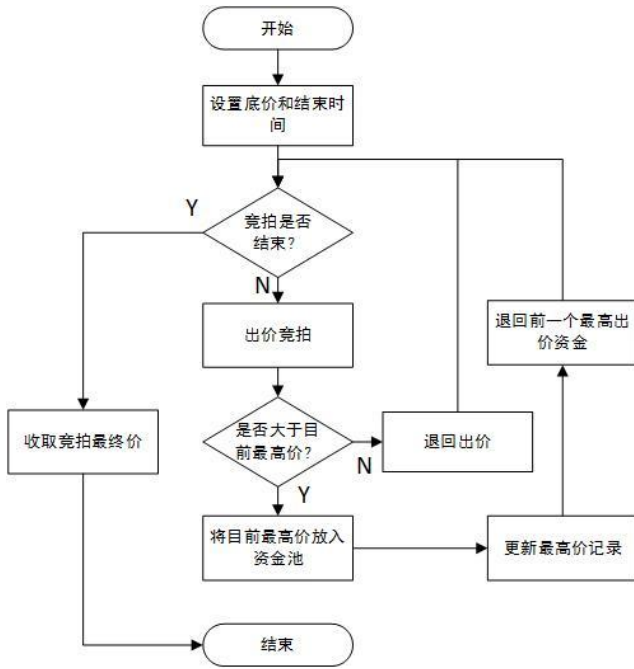 开始
设置底价和结束时
间
Y
竞拍是否
结束？
N
出价竞拍
退回前一个最高出
价资金
收取竞拍最终价
是否大于目
前最高价？
N
退回出价
Y
将目前最高价放入
资金池
更新最高价记录
结束